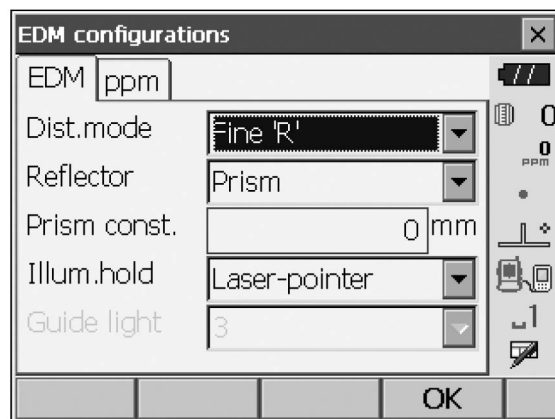 EDM configurations
EDM ppm
Dist.mode Fine 'R'
Reflector Prism
Prism const. 0 mm
Illum.hold Laser-pointer
Guide light 3
0
0
ppm
1
OK